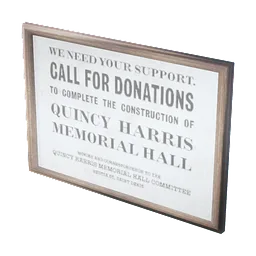 WE NEED YOUR SUPPORT.
CALL FOR DONATIONS
TO COMPLETE THE CONSTRUCTION OF
QUINCY HARRIS
MEMORIAL HALL
QUINCY HARRIS MEMORIAL HALL COMMITTEE